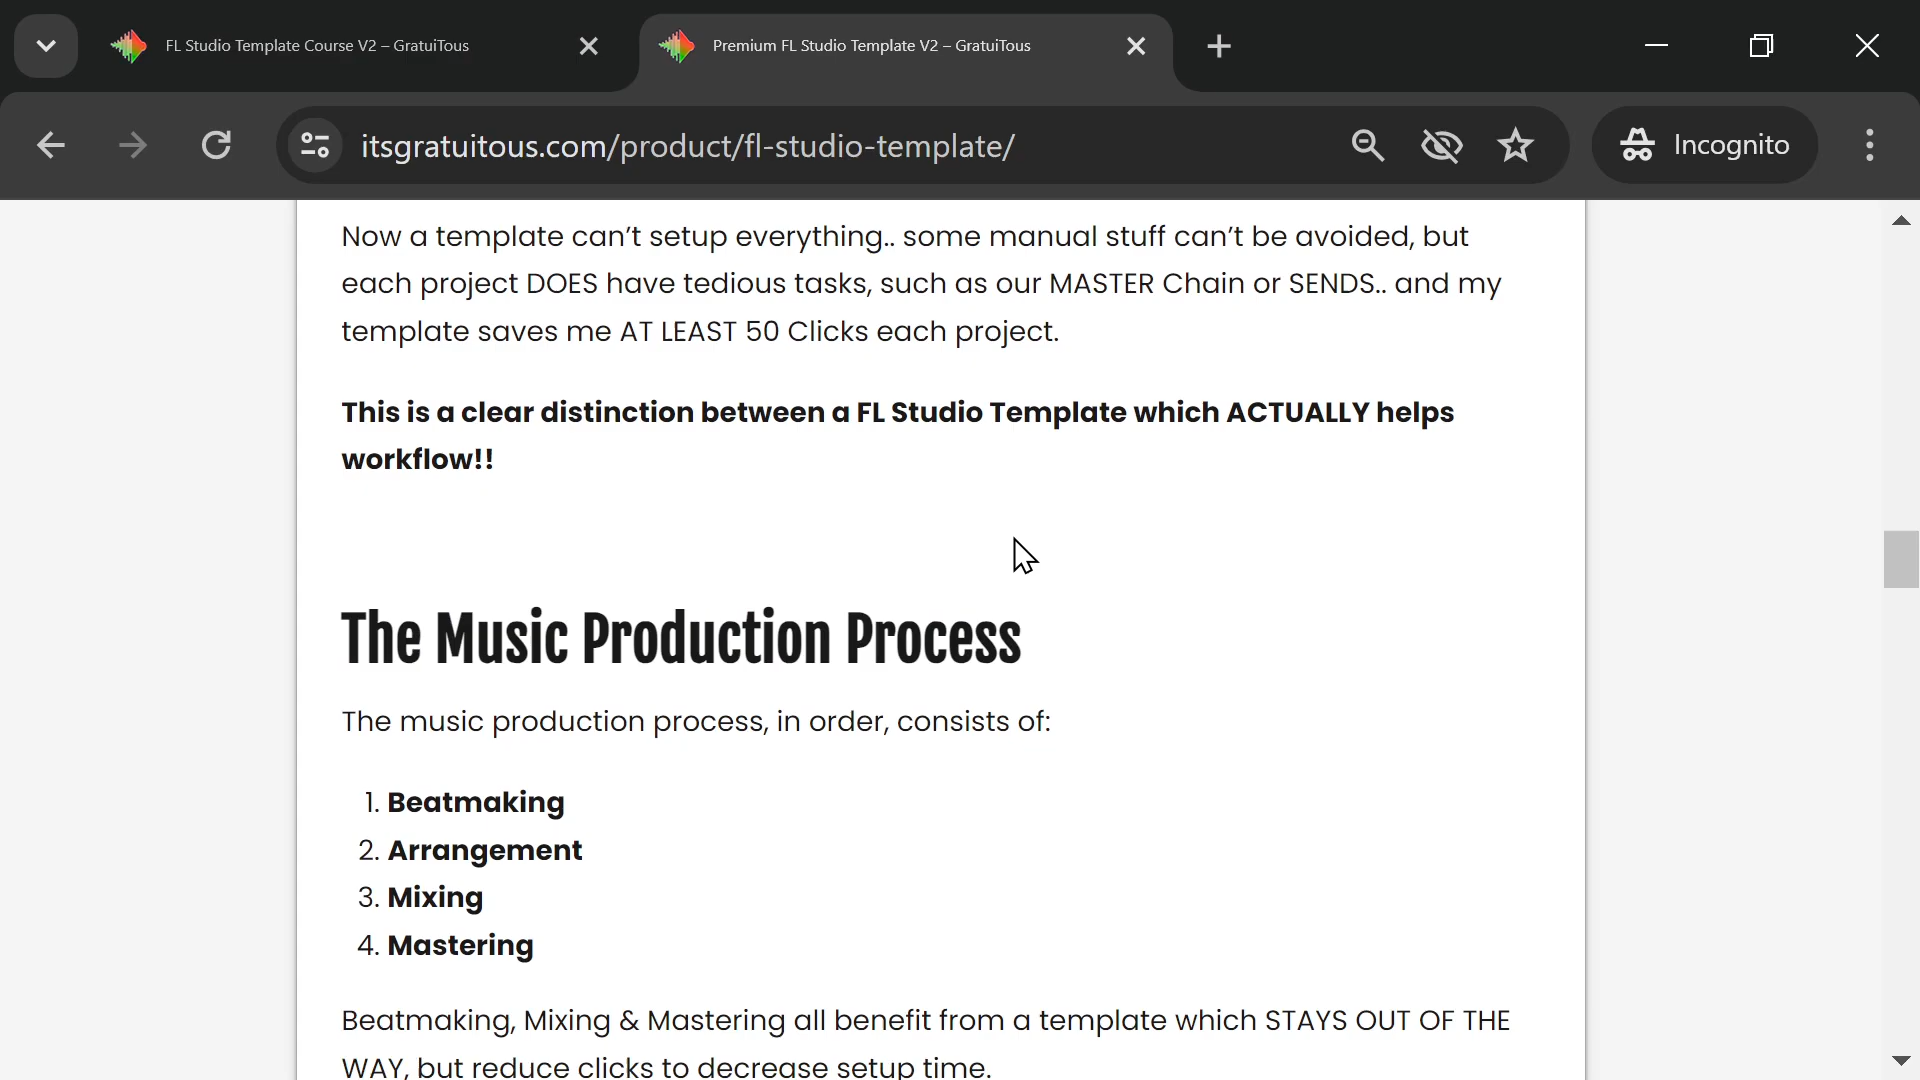 FL Studio Template Course V2 – GratuiTous
Premium FL Studio Template V2 – GratuiTous
itsgratuitous.com/product/fl-studio-template/
Incognito
Now a template can’t setup everything.. some manual stuff can’t be avoided, but
each project DOES have tedious tasks, such as our MASTER Chain or SENDS.. and my
template saves me AT LEAST 50 Clicks each project.
This is a clear distinction between a FL Studio Template which ACTUALLY helps
workflow!!
The Music Production Process
The music production process, in order, consists of:
1. Beatmaking
2. Arrangement
3. Mixing
4. Mastering
Beatmaking, Mixing & Mastering all benefit from a template which STAYS OUT OF THE
WAY, but reduce clicks to decrease setup time.